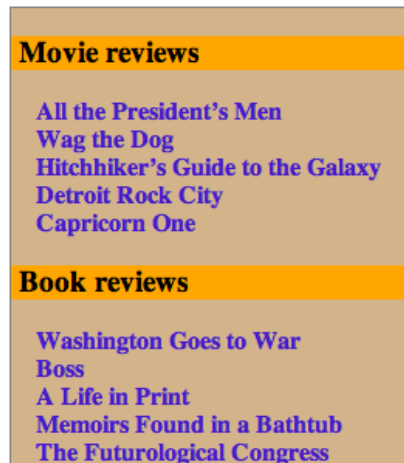 Movie reviews
All the President’s Men
Wag the Dog
Hitchhiker’s Guide to the Galaxy
Detroit Rock City
Capricorn One
Book reviews
Washington Goes to War
Boss
A Life in Print
Memoirs Found in a Bathtub
The Futurological Congress